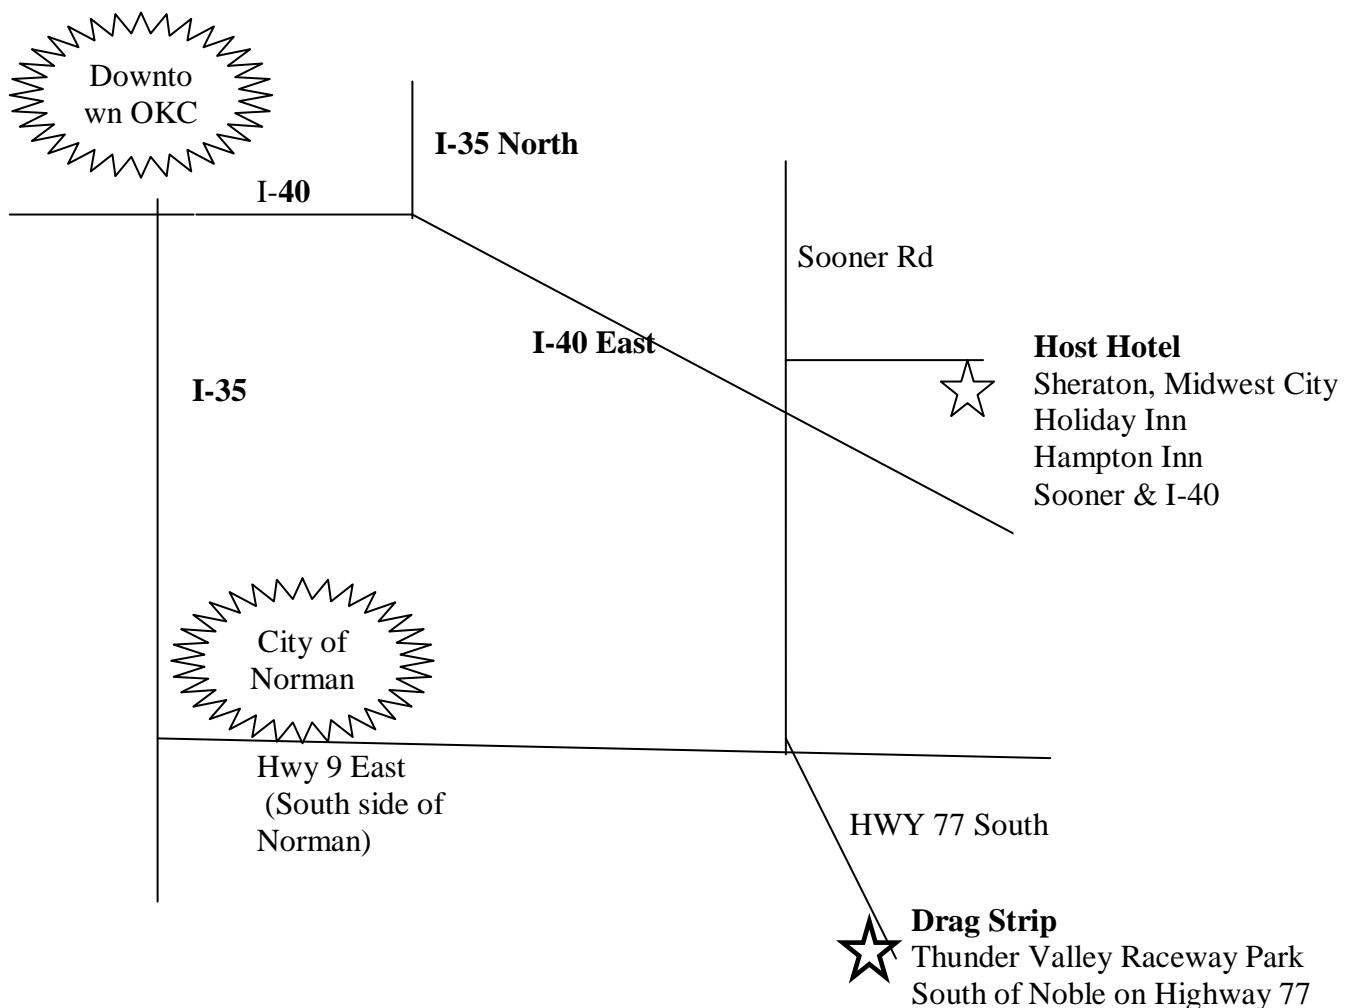 Downto
wn OKC
I-35 North
I-40
Sooner Rd
I-40 East
Host Hotel
Sheraton, Midwest City
Holiday Inn
Hampton Inn
Sooner & I-40
I-35
City of
Norman
Hwy 9 East
(South side of
Norman)
HWY 77 South
Drag Strip
Thunder Valley Raceway Park
South of Noble on Highway 77